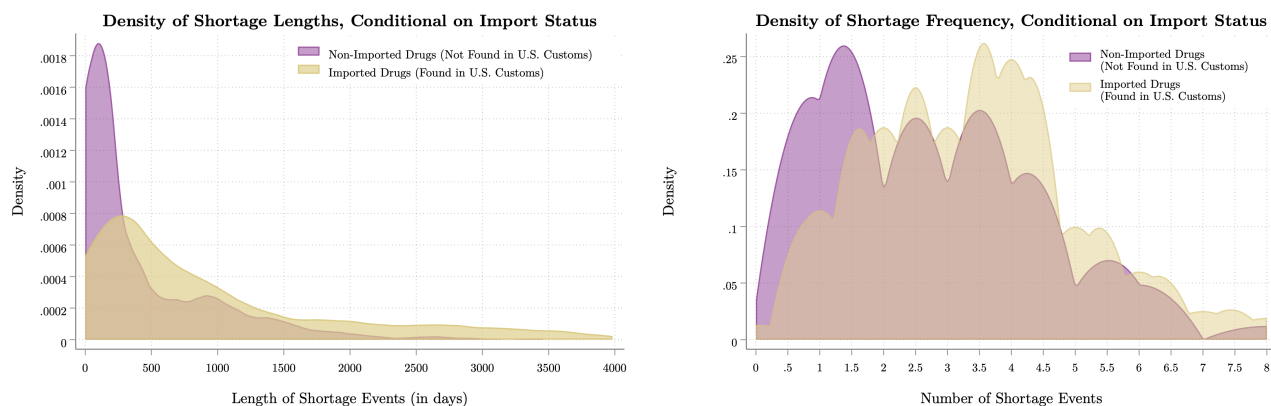 Density of Shortage Lengths, Conditional on Import Status
Non-Imported Drugs (Not Found in U.S. Customs)
Imported Drugs (Found in U.S. Customs)
Density
.0018
.0016
.0014
.0012
.001
.0008
.0006
.0004
.0002
0
0 500 1000 1500 2000 2500 3000 3500 4000
Length of Shortage Events (in days)
Density of Shortage Frequency, Conditional on Import Status
Non-Imported Drugs
(Not Found in U.S. Customs)
Imported Drugs
(Found in U.S. Customs)
Density
.25
.2
.15
.1
.05
0
0 .5 1 1.5 2 2.5 3 3.5 4 4.5 5 5.5 6 6.5 7 7.5 8
Number of Shortage Events